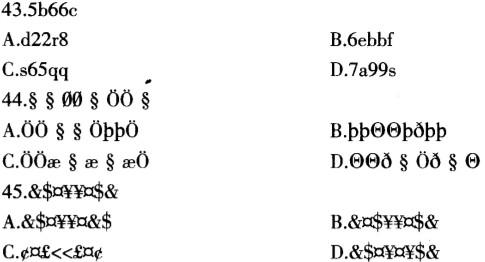 43.5b66c
A.d22r8 B.6ebbf
C.s65qq D.7a99s
44.§ § ØØ § ÖÖ §
A.ÖÖ § § ÖþþÖ B.þþΘΘþðþþ
C.ÖÖæ § æ § æÖ D.ΘΘð § Öð § Θ
45.&$¤¥¥¤$&
A.&$¤¥¥¤&$ B.&¤$¥¥¤$&
C.¢¤£<<£¤¢ D.&$¤¥¤¥$&